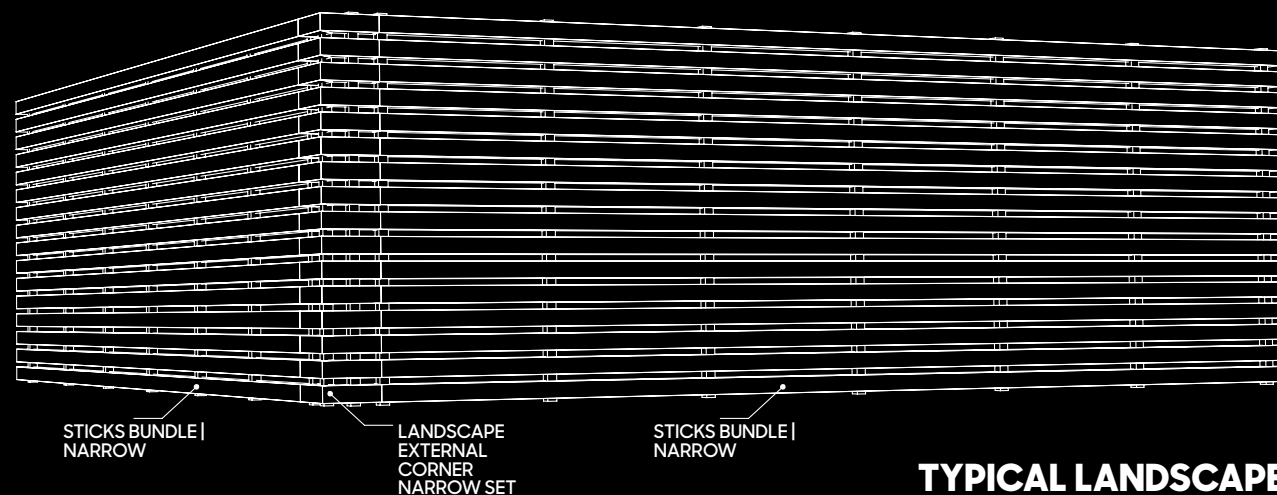 STICKS BUNDLE |
NARROW
LANDSCAPE
EXTERNAL
CORNER
NARROW SET
STICKS BUNDLE |
NARROW
TYPICAL LANDSCAPE